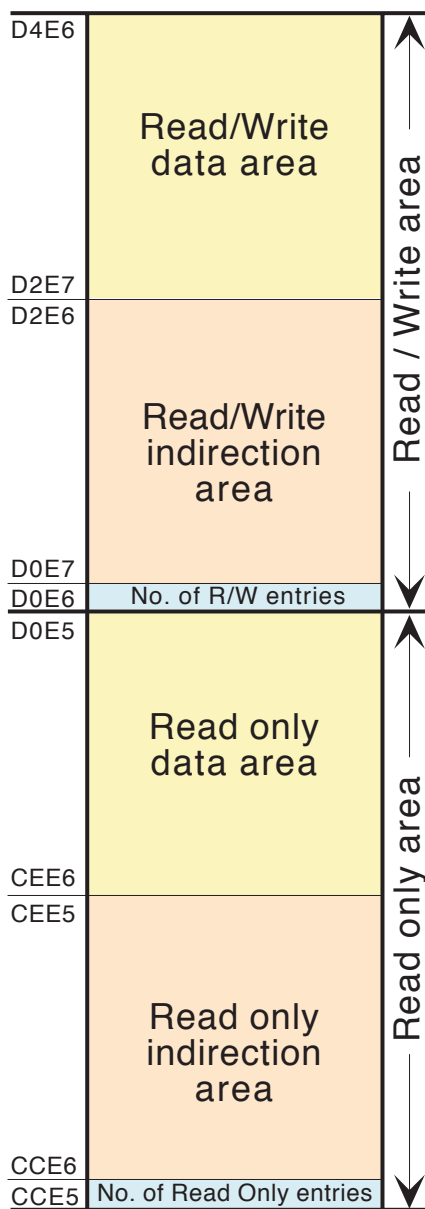 D4E6
Read/Write
data area
D2E7
D2E6
Read/Write
indirection
area
D0E7
D0E6
No. of R/W entries
Read / Write area
D0E5
Read only
data area
CEE6
CEE5
Read only
indirection
area
CCE6
CCE5
No. of Read Only entries
Read only area